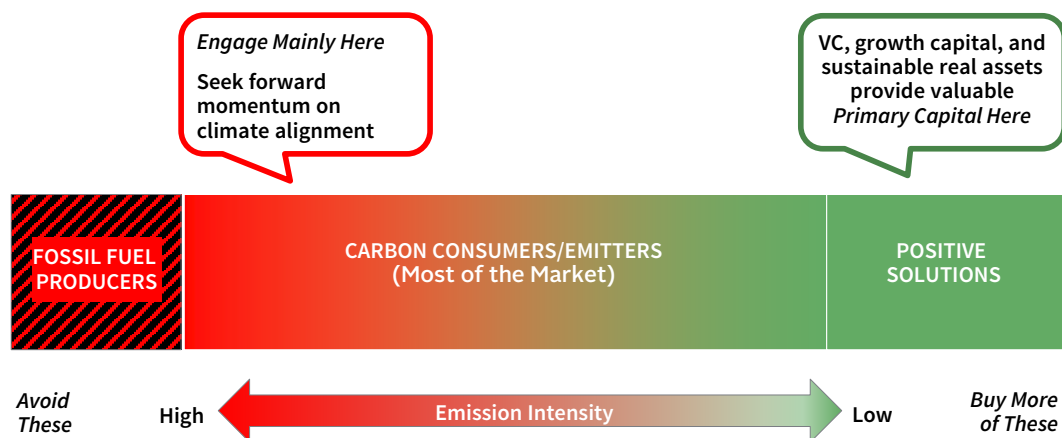 Engage Mainly Here
Seek forward
momentum on
climate alignment
VC, growth capital, and
sustainable real assets
provide valuable
Primary Capital Here
FOSSIL FUEL
PRODUCERS
CARBON CONSUMERS/EMITTERS
(Most of the Market)
POSITIVE
SOLUTIONS
Avoid
These
High
Emission Intensity
Low
Buy More
of These